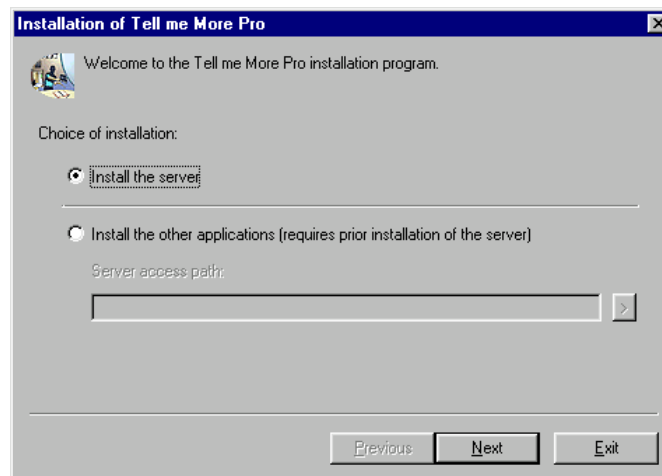 Installation of Tell me More Pro
Welcome to the Tell me More Pro installation program.
Choice of installation:
Install the server
Install the other applications (requires prior installation of the server)
Server access path:
>
Previous Next Exit